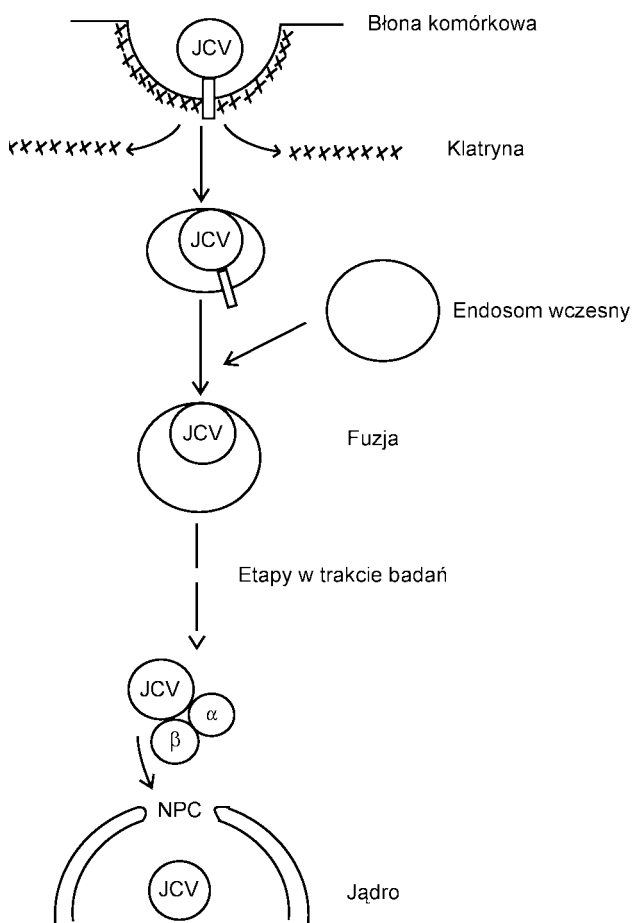 JCV
Błona komórkowa
Klatryna
JCV
Endosom wczesny
JCV
Fuzja
Etapy w trakcie badań
JCV
α
β
NPC
JCV
Jądro